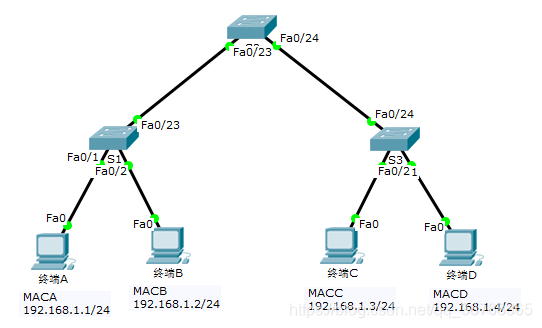 Fa0/24
Fa0/23
Fa0/23
Fa0/24
Fa0/1
S1
Fa0/2
S3
Fa0/21
Fa0
Fa0
Fa0
Fa0
终端A
终端B
终端C
终端D
MACA
192.168.1.1/24
MACB
192.168.1.2/24
MACC
192.168.1.3/24
MACD
192.168.1.4/24